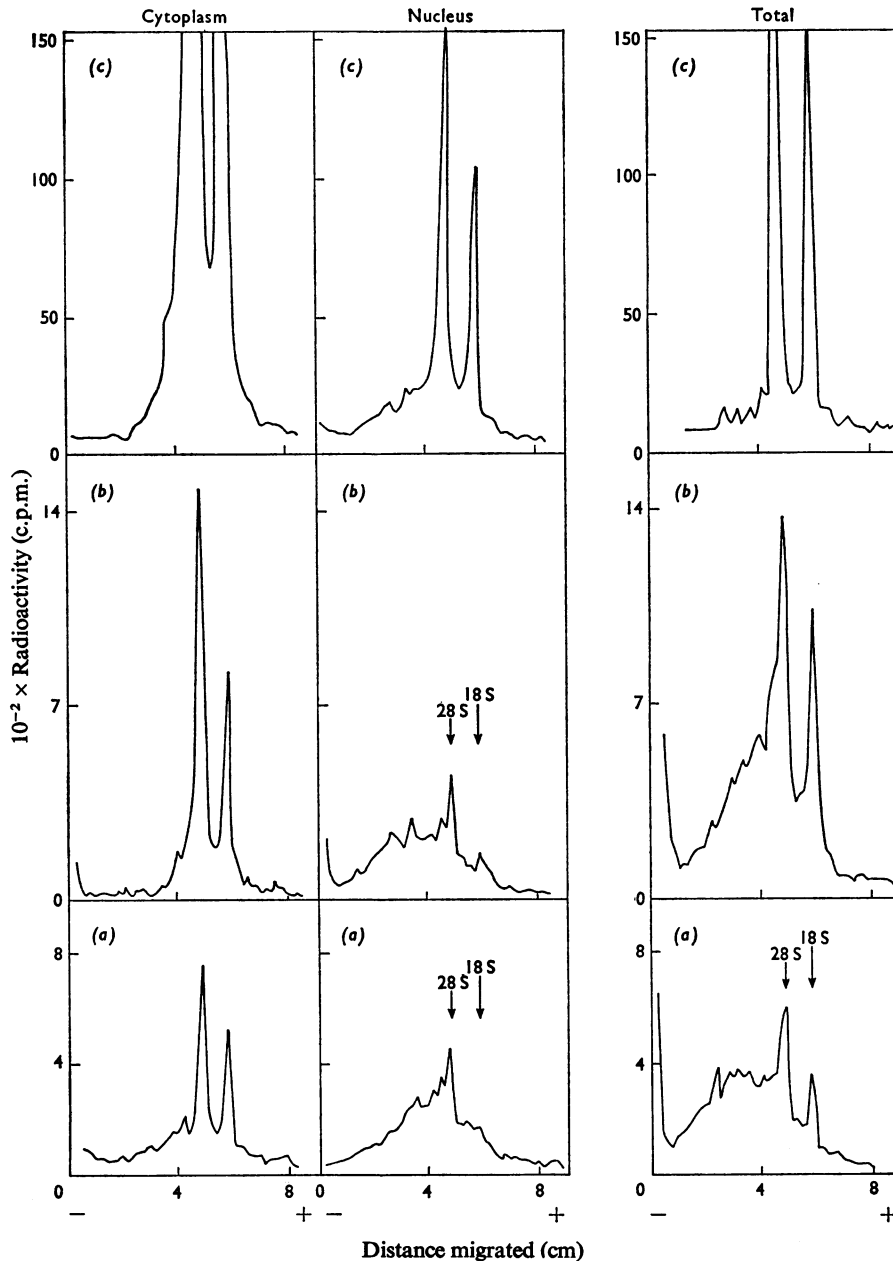 Cytoplasm Nucleus Total
150 (c) (c) 150 (c)
100 100
50 50
0 0
(b) (b) (b)
14 14
7 18 S 7
28 S
0 0
(a) (a) (a)
8 18 S 8 18 S
28 S 28 S
4 4
0 4 8 0 4 8 0 4 8
− + − + − +
10−2 × Radioactivity (c.p.m.)
Distance migrated (cm)